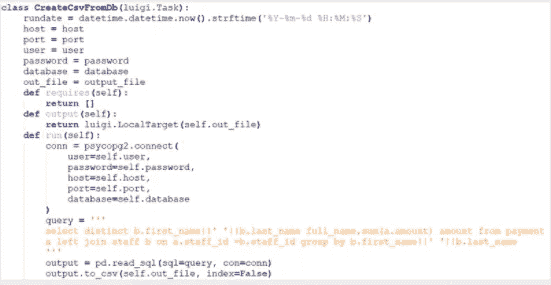 class CreateCsvFromDb(luigi.Task):
rundate = datetime.datetime.now().strftime('%Y-%m-%d %H:%M:%S')
host = host
port = port
user = user
password = password
database = database
out_file = output_file
def requires(self):
return []
def output(self):
return luigi.LocalTarget(self.out_file)
def run(self):
conn = psycopg2.connect(
user=self.user,
password=self.password,
host=self.host,
port=self.port,
database=self.database
)
query = '''
select distinct b.first_name||' '||b.last_name full_name,sum(a.amount) amount from payment
a left join staff b on a.staff_id =b.staff_id group by b.first_name||' '||b.last_name
'''
output = pd.read_sql(sql=query, con=conn)
output.to_csv(self.out_file, index=False)